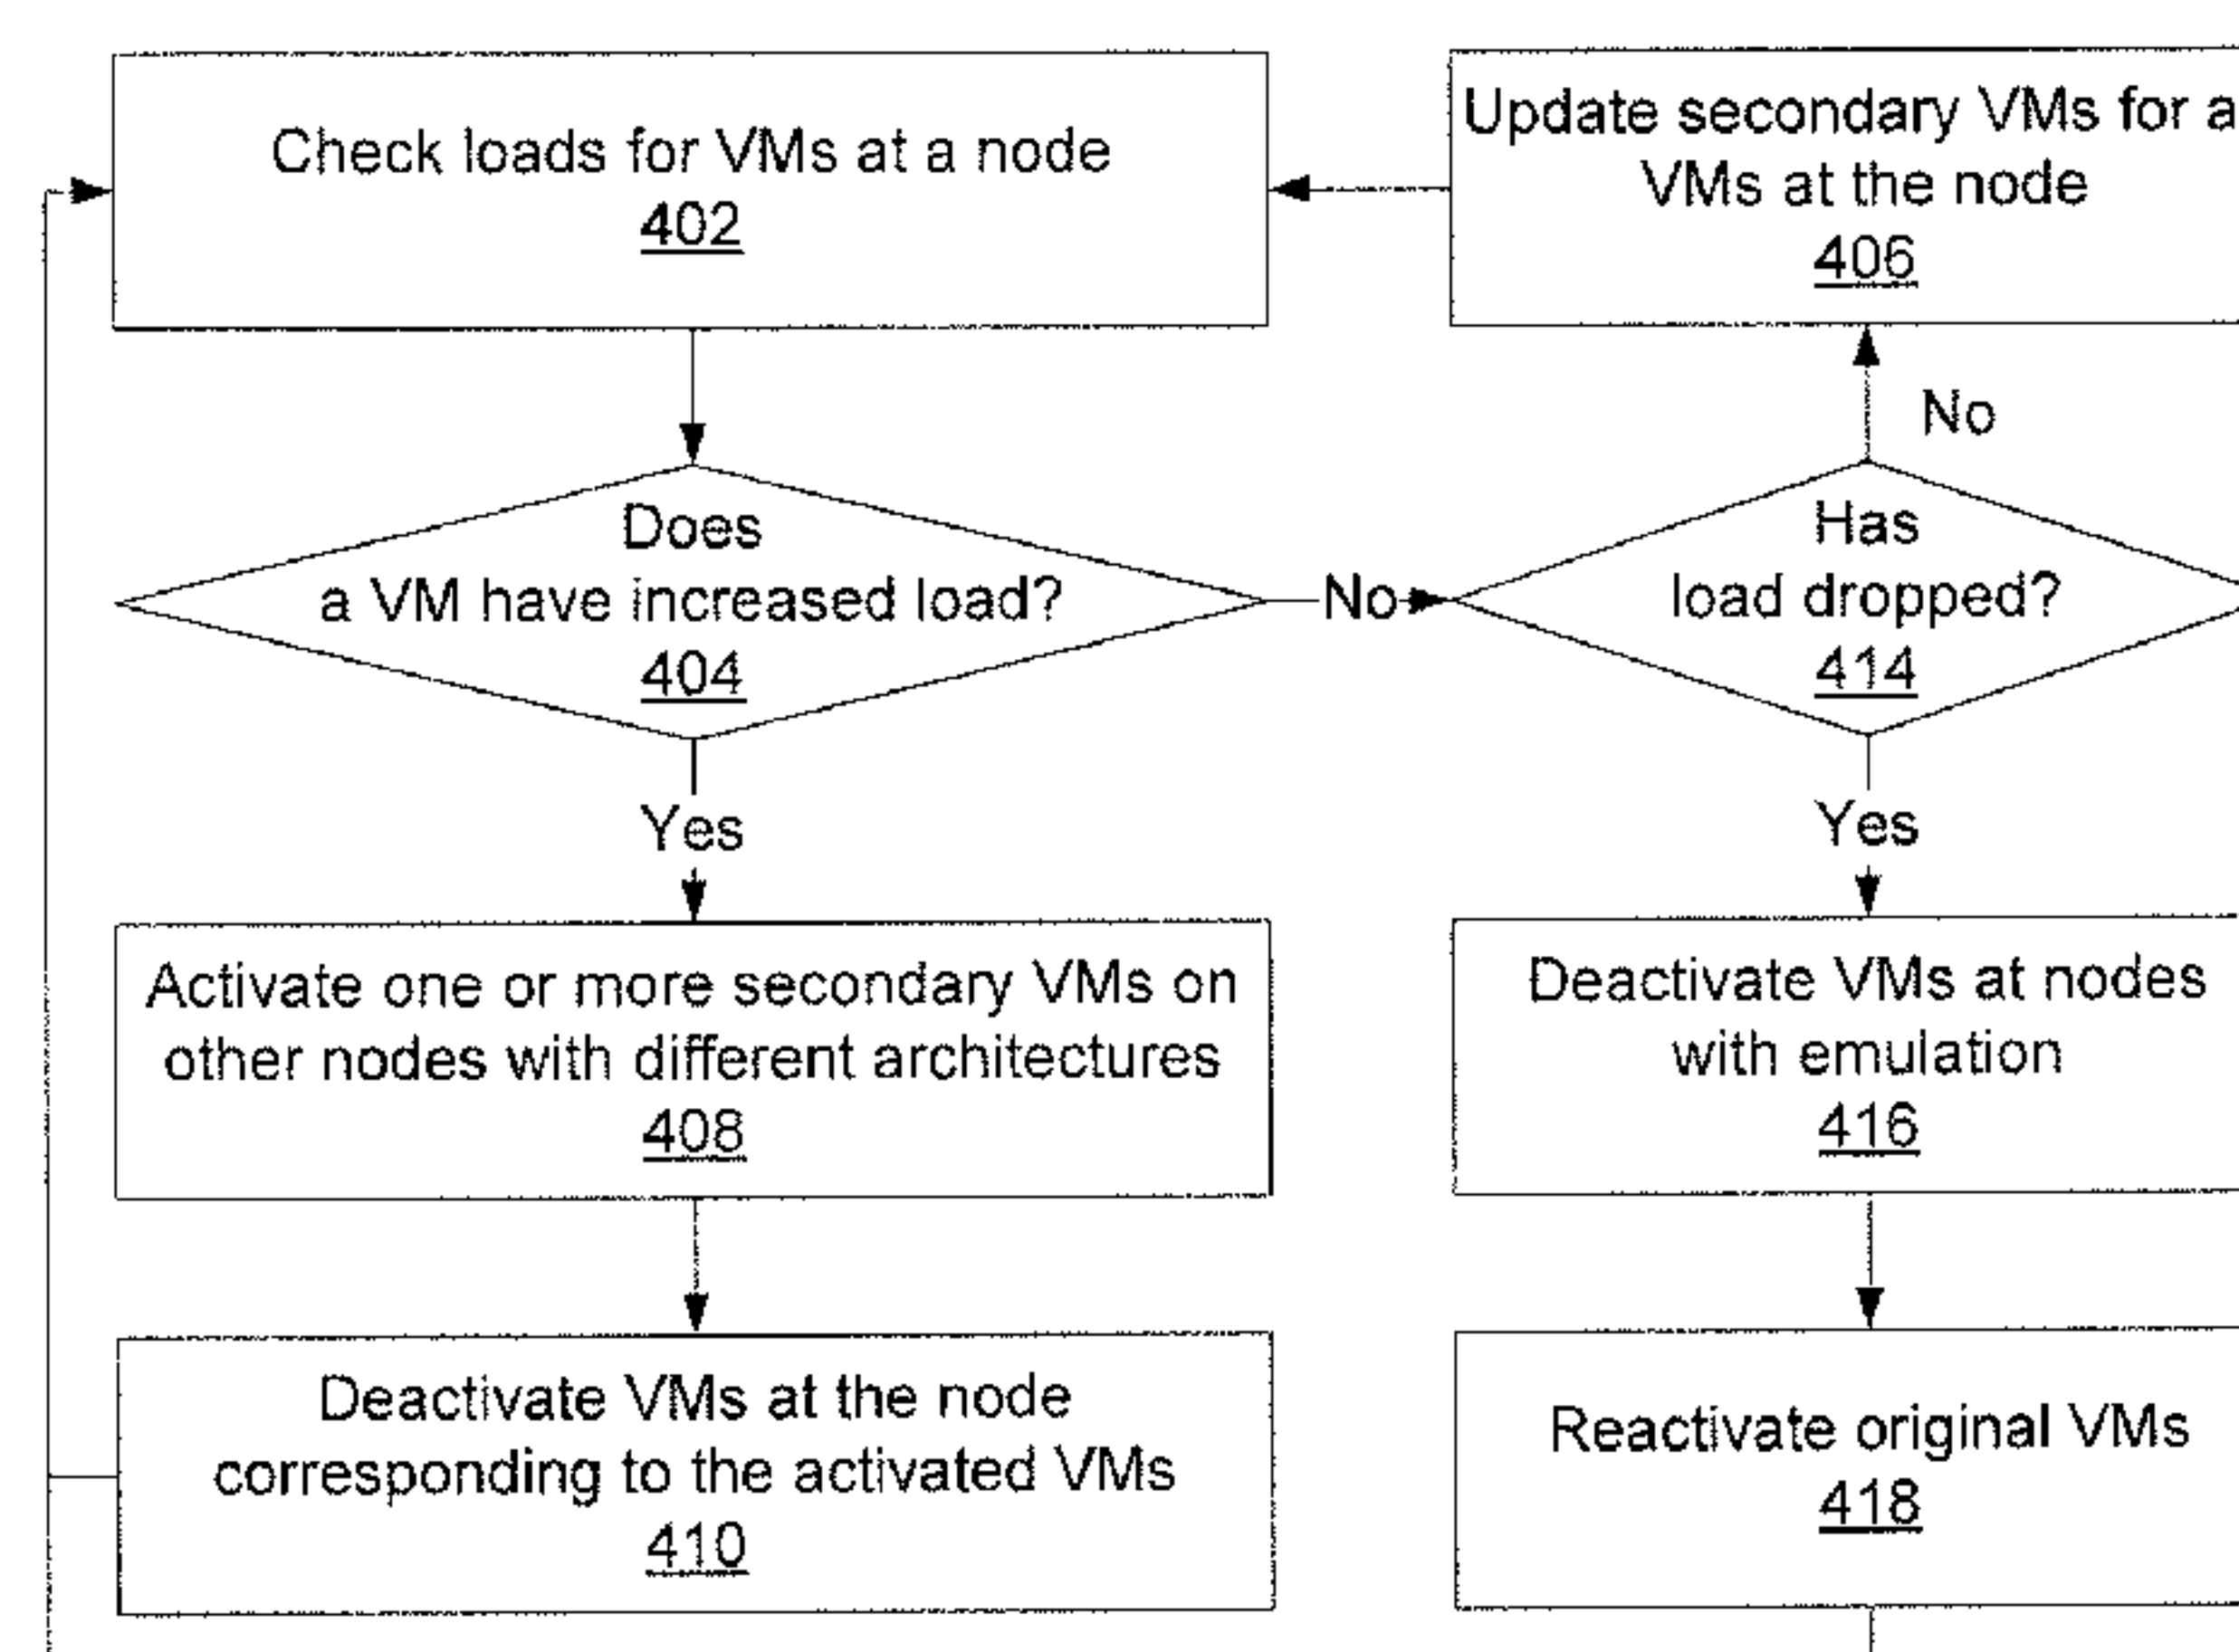 Check loads for VMs at a node
402
Update secondary VMs for a
VMs at the node
406
Does
a VM have increased load?
404
No
Has
load dropped?
414
No
Yes
Yes
Activate one or more secondary VMs on
other nodes with different architectures
408
Deactivate VMs at nodes
with emulation
416
Deactivate VMs at the node
corresponding to the activated VMs
410
Reactivate original VMs
418